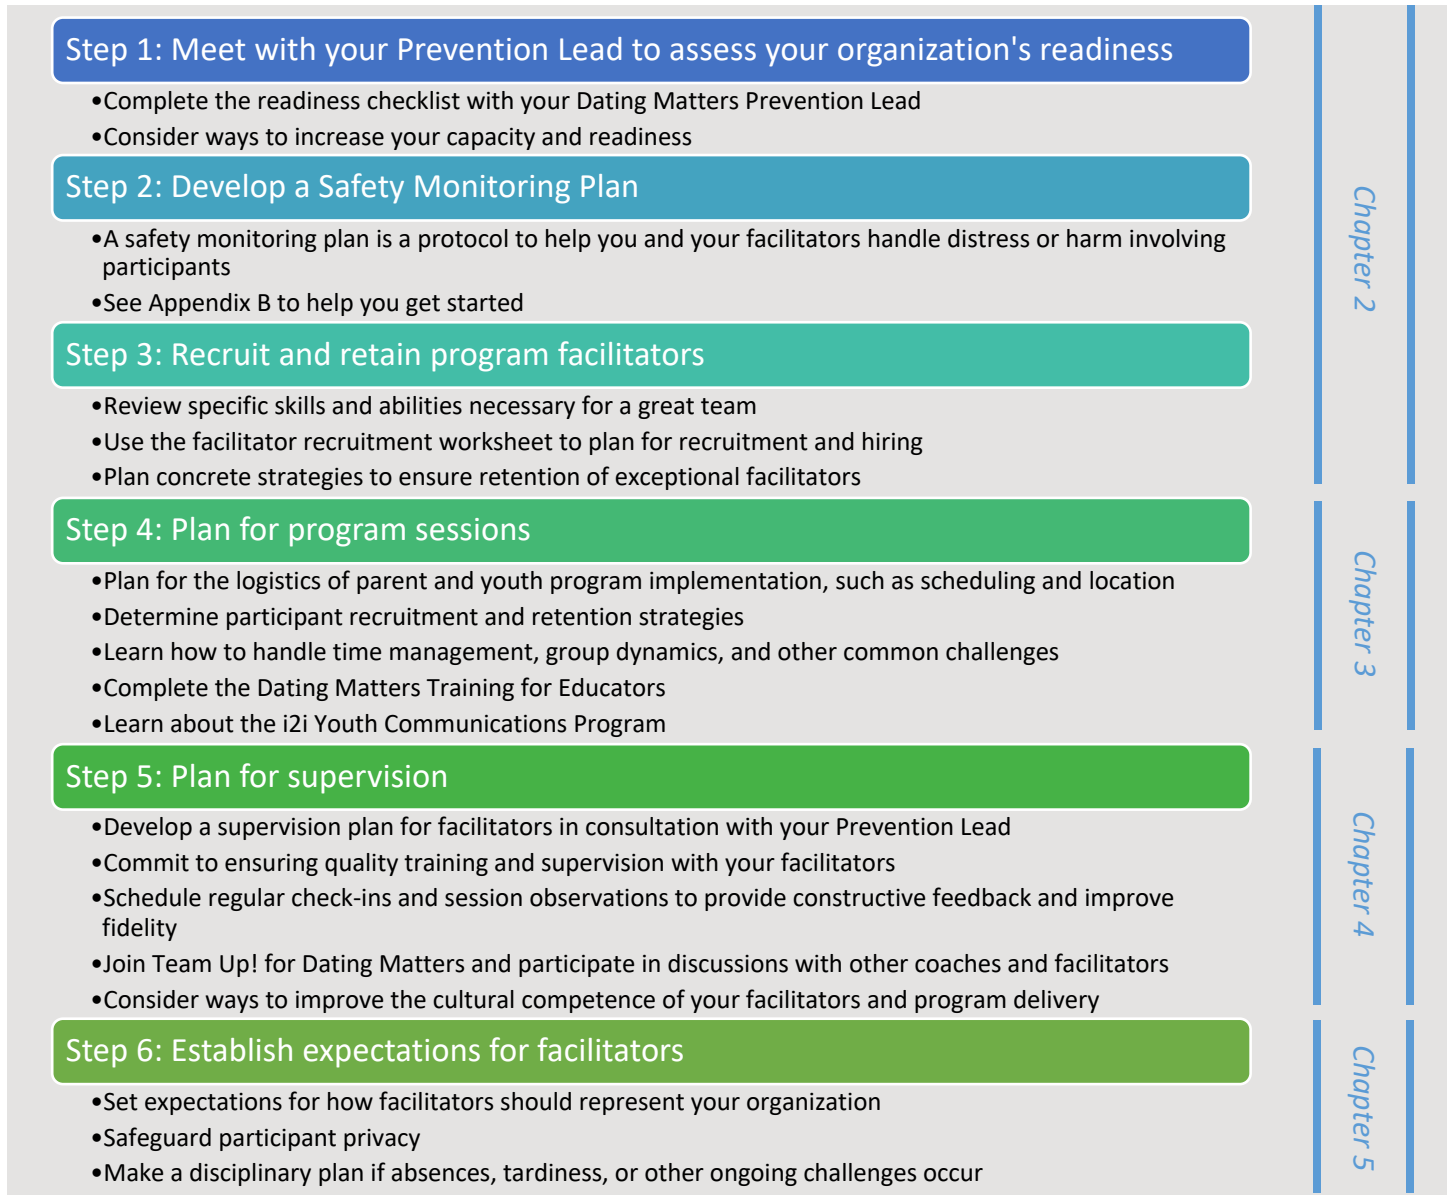 Step 1: Meet with your Prevention Lead to assess your organization's readiness
•Complete the readiness checklist with your Dating Matters Prevention Lead
•Consider ways to increase your capacity and readiness
Step 2: Develop a Safety Monitoring Plan
•A safety monitoring plan is a protocol to help you and your facilitators handle distress or harm involving
participants
•See Appendix B to help you get started
Step 3: Recruit and retain program facilitators
•Review specific skills and abilities necessary for a great team
•Use the facilitator recruitment worksheet to plan for recruitment and hiring
•Plan concrete strategies to ensure retention of exceptional facilitators
Chapter 2
Step 4: Plan for program sessions
•Plan for the logistics of parent and youth program implementation, such as scheduling and location
•Determine participant recruitment and retention strategies
•Learn how to handle time management, group dynamics, and other common challenges
•Complete the Dating Matters Training for Educators
•Learn about the i2i Youth Communications Program
Chapter 3
Step 5: Plan for supervision
•Develop a supervision plan for facilitators in consultation with your Prevention Lead
•Commit to ensuring quality training and supervision with your facilitators
•Schedule regular check-ins and session observations to provide constructive feedback and improve
fidelity
•Join Team Up! for Dating Matters and participate in discussions with other coaches and facilitators
•Consider ways to improve the cultural competence of your facilitators and program delivery
Chapter 4
Step 6: Establish expectations for facilitators
•Set expectations for how facilitators should represent your organization
•Safeguard participant privacy
•Make a disciplinary plan if absences, tardiness, or other ongoing challenges occur
Chapter 5